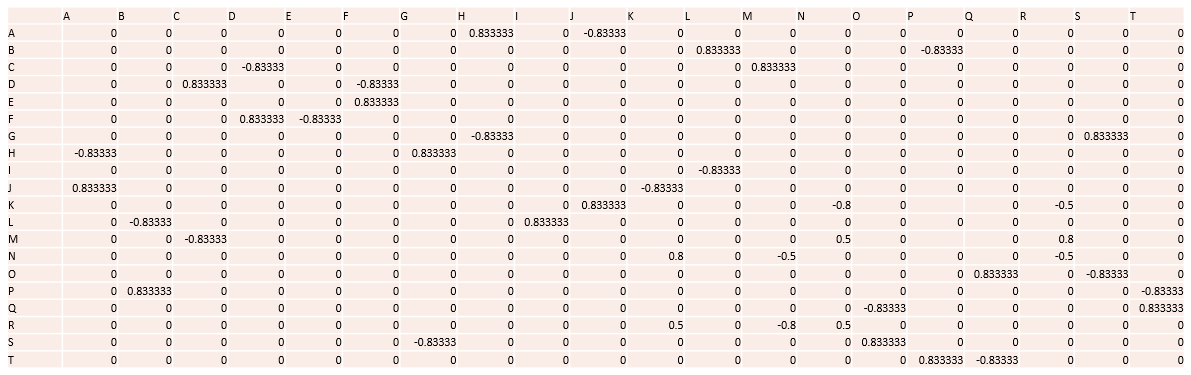 A B C D E F G H I J K L M N O P Q R S T
A 0 0 0 0 0 0 0 0.833333 0 -0.83333 0 0 0 0 0 0 0 0 0 0
B 0 0 0 0 0 0 0 0 0 0 0 0.833333 0 0 0 -0.83333 0 0 0 0
C 0 0 0 -0.83333 0 0 0 0 0 0 0 0 0.833333 0 0 0 0 0 0 0
D 0 0 0.833333 0 0 -0.83333 0 0 0 0 0 0 0 0 0 0 0 0 0 0
E 0 0 0 0 0 0.833333 0 0 0 0 0 0 0 0 0 0 0 0 0 0
F 0 0 0 0.833333 -0.83333 0 0 0 0 0 0 0 0 0 0 0 0 0 0 0
G 0 0 0 0 0 0 0 -0.83333 0 0 0 0 0 0 0 0 0 0 0.833333 0
H -0.83333 0 0 0 0 0 0.833333 0 0 0 0 0 0 0 0 0 0 0 0 0
I 0 0 0 0 0 0 0 0 0 0 0 -0.83333 0 0 0 0 0 0 0 0
J 0.833333 0 0 0 0 0 0 0 0 0 -0.83333 0 0 0 0 0 0 0 0 0
K 0 0 0 0 0 0 0 0 0 0.833333 0 0 0 -0.8 0 0 -0.5 0 0
L 0 -0.83333 0 0 0 0 0 0 0.833333 0 0 0 0 0 0 0 0 0 0 0
M 0 0 -0.83333 0 0 0 0 0 0 0 0 0 0 0.5 0 0 0.8 0 0
N 0 0 0 0 0 0 0 0 0 0 0.8 0 -0.5 0 0 0 0 -0.5 0 0
O 0 0 0 0 0 0 0 0 0 0 0 0 0 0 0 0 0.833333 0 -0.83333 0
P 0 0.833333 0 0 0 0 0 0 0 0 0 0 0 0 0 0 0 0 0 -0.83333
Q 0 0 0 0 0 0 0 0 0 0 0 0 0 0 -0.83333 0 0 0 0 0.833333
R 0 0 0 0 0 0 0 0 0 0 0.5 0 -0.8 0.5 0 0 0 0 0 0
S 0 0 0 0 0 0 -0.83333 0 0 0 0 0 0 0 0.833333 0 0 0 0 0
T 0 0 0 0 0 0 0 0 0 0 0 0 0 0 0 0.833333 -0.83333 0 0 0